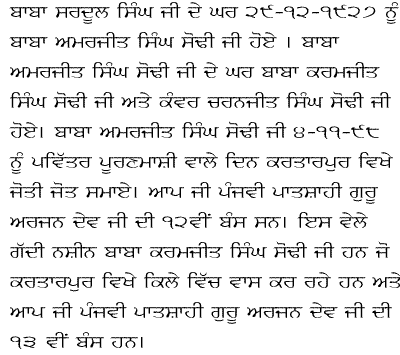 ਬਾਬਾ ਸਰਦੂਲ ਸਿੰਘ ਜੀ ਦੇ ਘਰ ੨੯-੧੨-੧੯੨੭ ਨੂੰ
ਬਾਬਾ ਅਮਰਜੀਤ ਸਿੰਘ ਸੋਢੀ ਜੀ ਹੋਏ । ਬਾਬਾ
ਅਮਰਜੀਤ ਸਿੰਘ ਸੋਢੀ ਜੀ ਦੇ ਘਰ ਬਾਬਾ ਕਰਮਜੀਤ
ਸਿੰਘ ਸੋਢੀ ਜੀ ਅਤੇ ਕੰਵਰ ਚਰਨਜੀਤ ਸਿੰਘ ਸੋਢੀ ਜੀ
ਹੋਏ। ਬਾਬਾ ਅਮਰਜੀਤ ਸਿੰਘ ਸੋਢੀ ਜੀ ੪-੧੧-੯੮
ਨੂੰ ਪਵਿੱਤਰ ਪੂਰਣਮਾਸ਼ੀ ਵਾਲੇ ਦਿਨ ਕਰਤਾਰਪੁਰ ਵਿਖੇ
ਜੋਤੀ ਜੋਤ ਸਮਾਏ। ਆਪ ਜੀ ਪੰਜਵੀ ਪਾਤਸ਼ਾਹੀ ਗੁਰੂ
ਅਰਜਨ ਦੇਵ ਜੀ ਦੀ ੧੨ਵੀਂ ਬੰਸ ਸਨ। ਇਸ ਵੇਲੇ
ਗੱਦੀ ਨਸ਼ੀਨ ਬਾਬਾ ਕਰਮਜੀਤ ਸਿੰਘ ਸੋਢੀ ਜੀ ਹਨ ਜੋ
ਕਰਤਾਰਪੁਰ ਵਿਖੇ ਕਿਲੇ ਵਿੱਚ ਵਾਸ ਕਰ ਰਹੇ ਹਨ ਅਤੇ
ਆਪ ਜੀ ਪੰਜਵੀ ਪਾਤਸ਼ਾਹੀ ਗੁਰੂ ਅਰਜਨ ਦੇਵ ਜੀ ਦੀ
੧੩ ਵੀਂ ਬੰਸ ਹਨ।